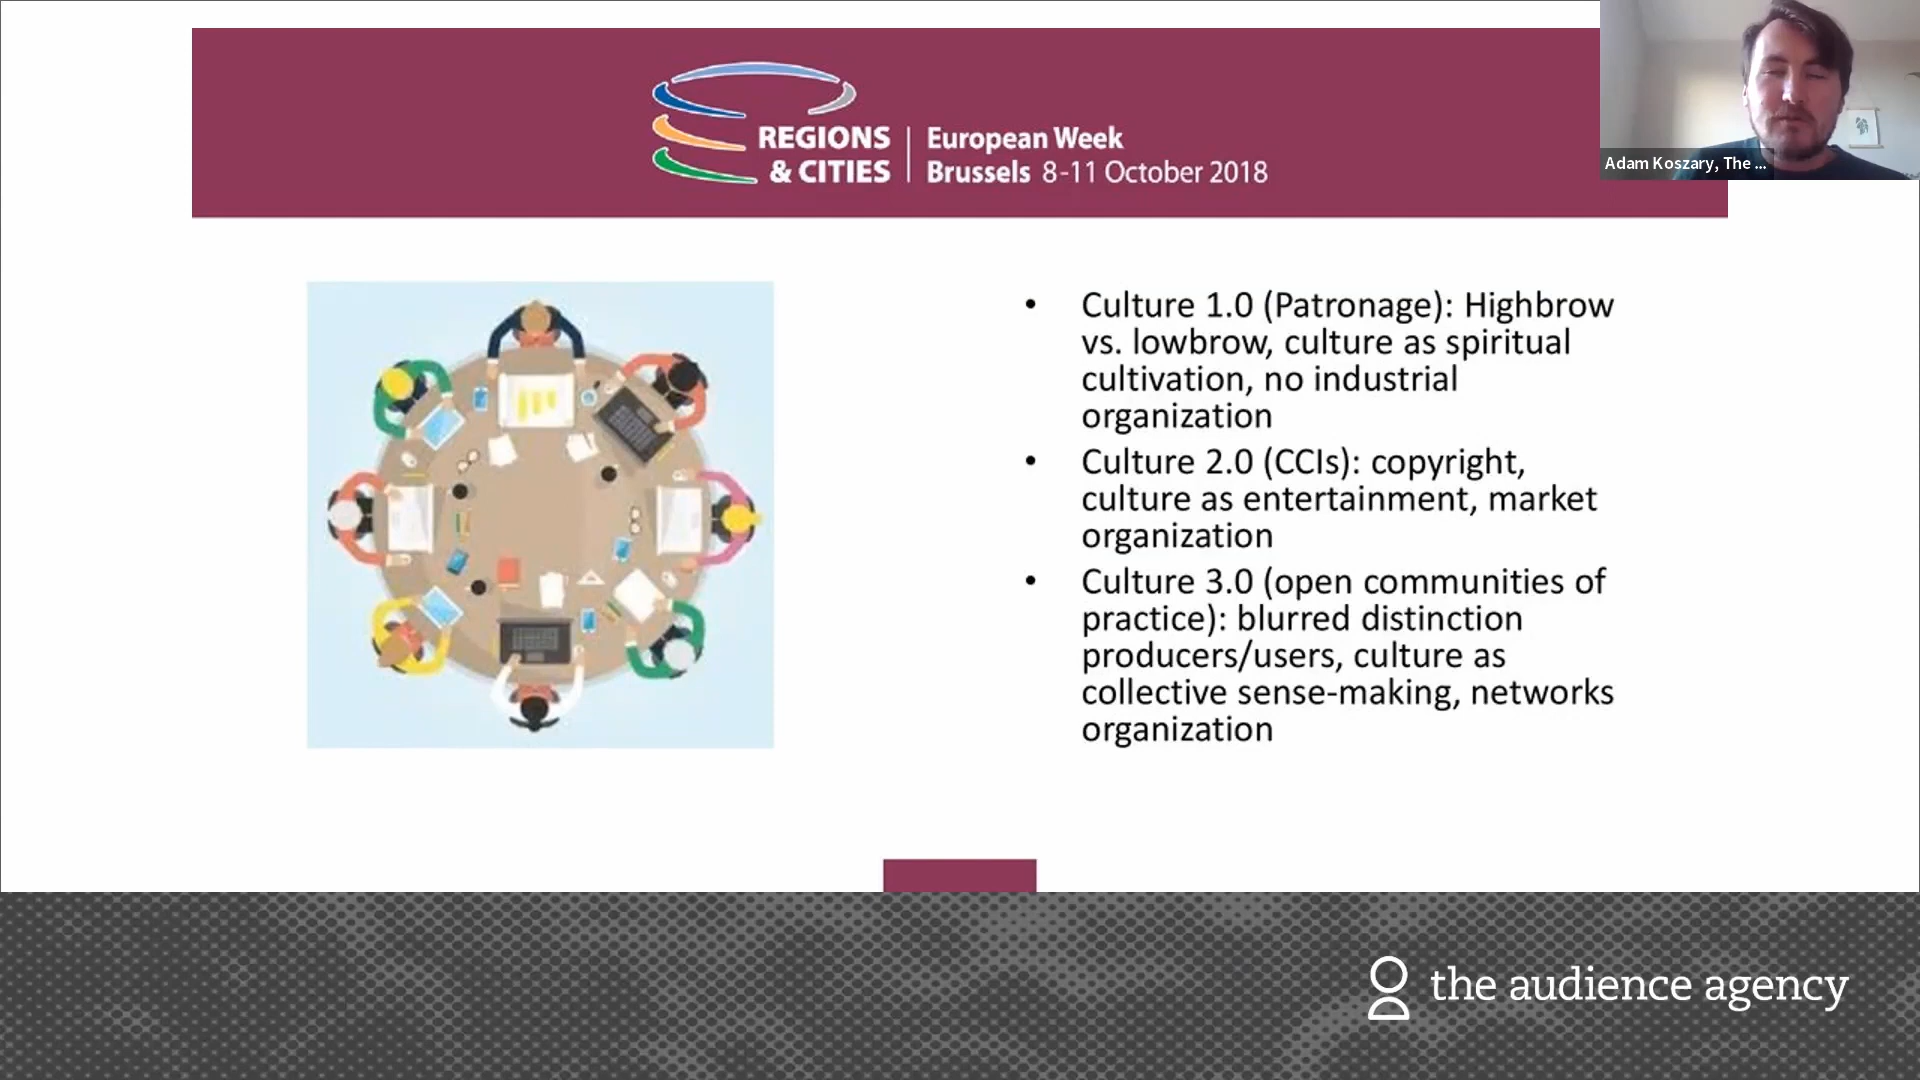 REGIONS
& CITIES
European Week
Brussels 8-11 October 2018
Adam Koszary, The ...
• Culture 1.0 (Patronage): Highbrow
vs. lowbrow, culture as spiritual
cultivation, no industrial
organization
• Culture 2.0 (CCIs): copyright,
culture as entertainment, market
organization
• Culture 3.0 (open communities of
practice): blurred distinction
producers/users, culture as
collective sense-making, networks
organization
the audience agency